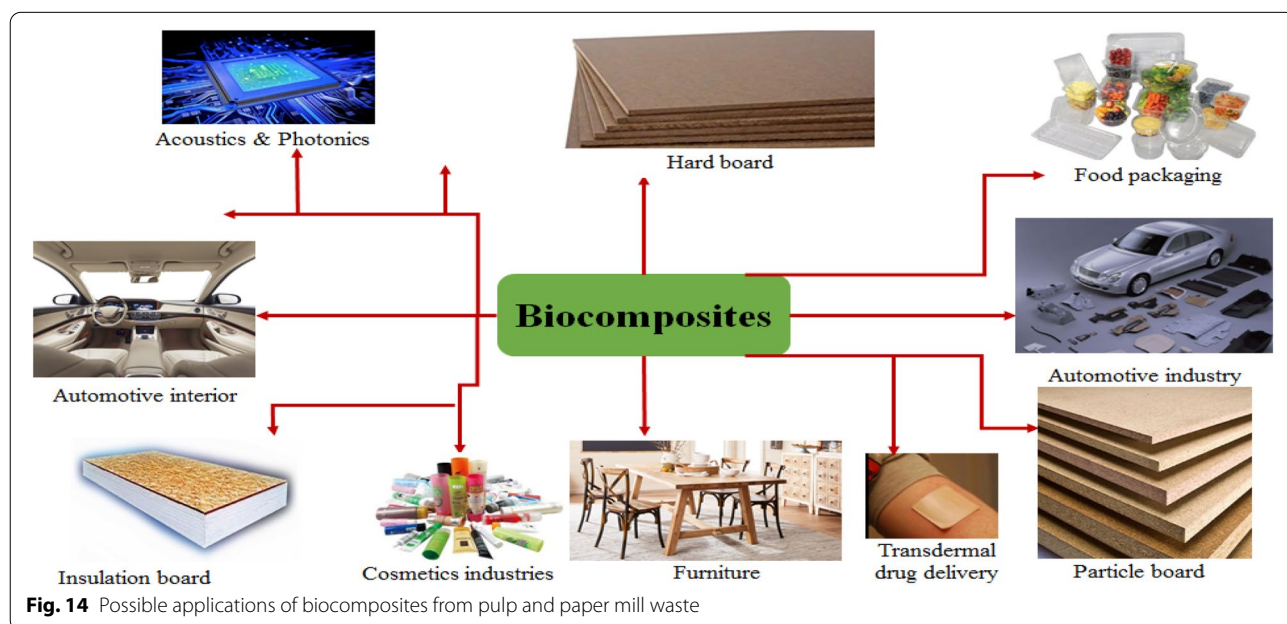 Acoustics & Photonics
Hard board
Food packaging
Biocomposites
Automotive interior
Automotive industry
Insulation board
Cosmetics industries
Furniture
Transdermal
drug delivery
Particle board
Fig. 14 Possible applications of biocomposites from pulp and paper mill waste